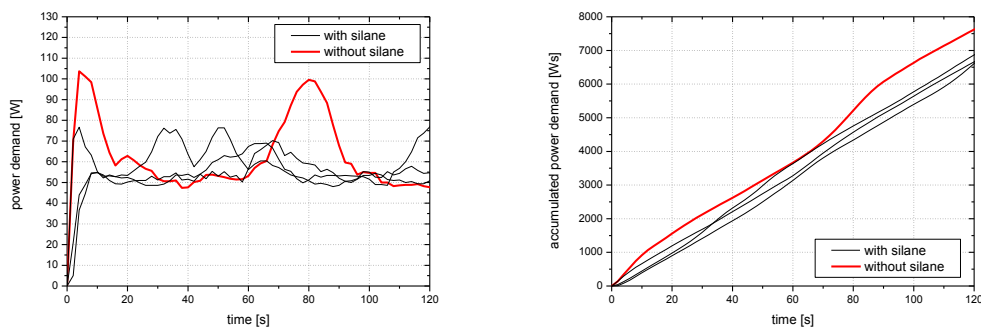 130
120
110
100
90
80
70
60
50
40
30
20
10
0
0 20 40 60 80 100 120
power demand [W]
time [s]
with silane
without silane
8000
7000
6000
5000
4000
3000
2000
1000
0
0 20 40 60 80 100 120
accumulated power demand [Ws]
time [s]
with silane
without silane